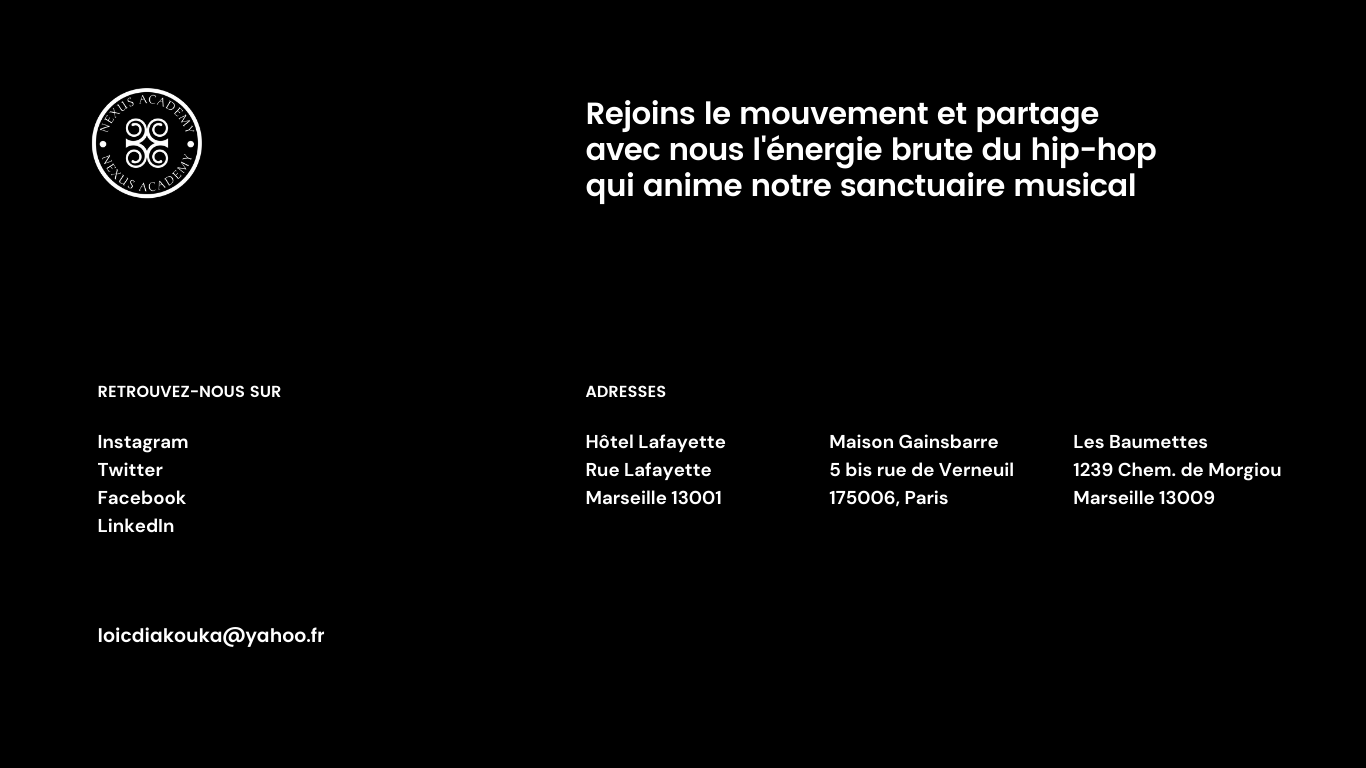 NEXUS ACADEMY
NEXUS ACADEMY
Rejoins le mouvement et partage
avec nous l'énergie brute du hip-hop
qui anime notre sanctuaire musical
RETROUVEZ-NOUS SUR
Instagram
Twitter
Facebook
LinkedIn
ADRESSES
Hôtel Lafayette
Rue Lafayette
Marseille 13001
Maison Gainsbarre
5 bis rue de Verneuil
175006, Paris
Les Baumettes
1239 Chem. de Morgiou
Marseille 13009
loicdiakouka@yahoo.fr